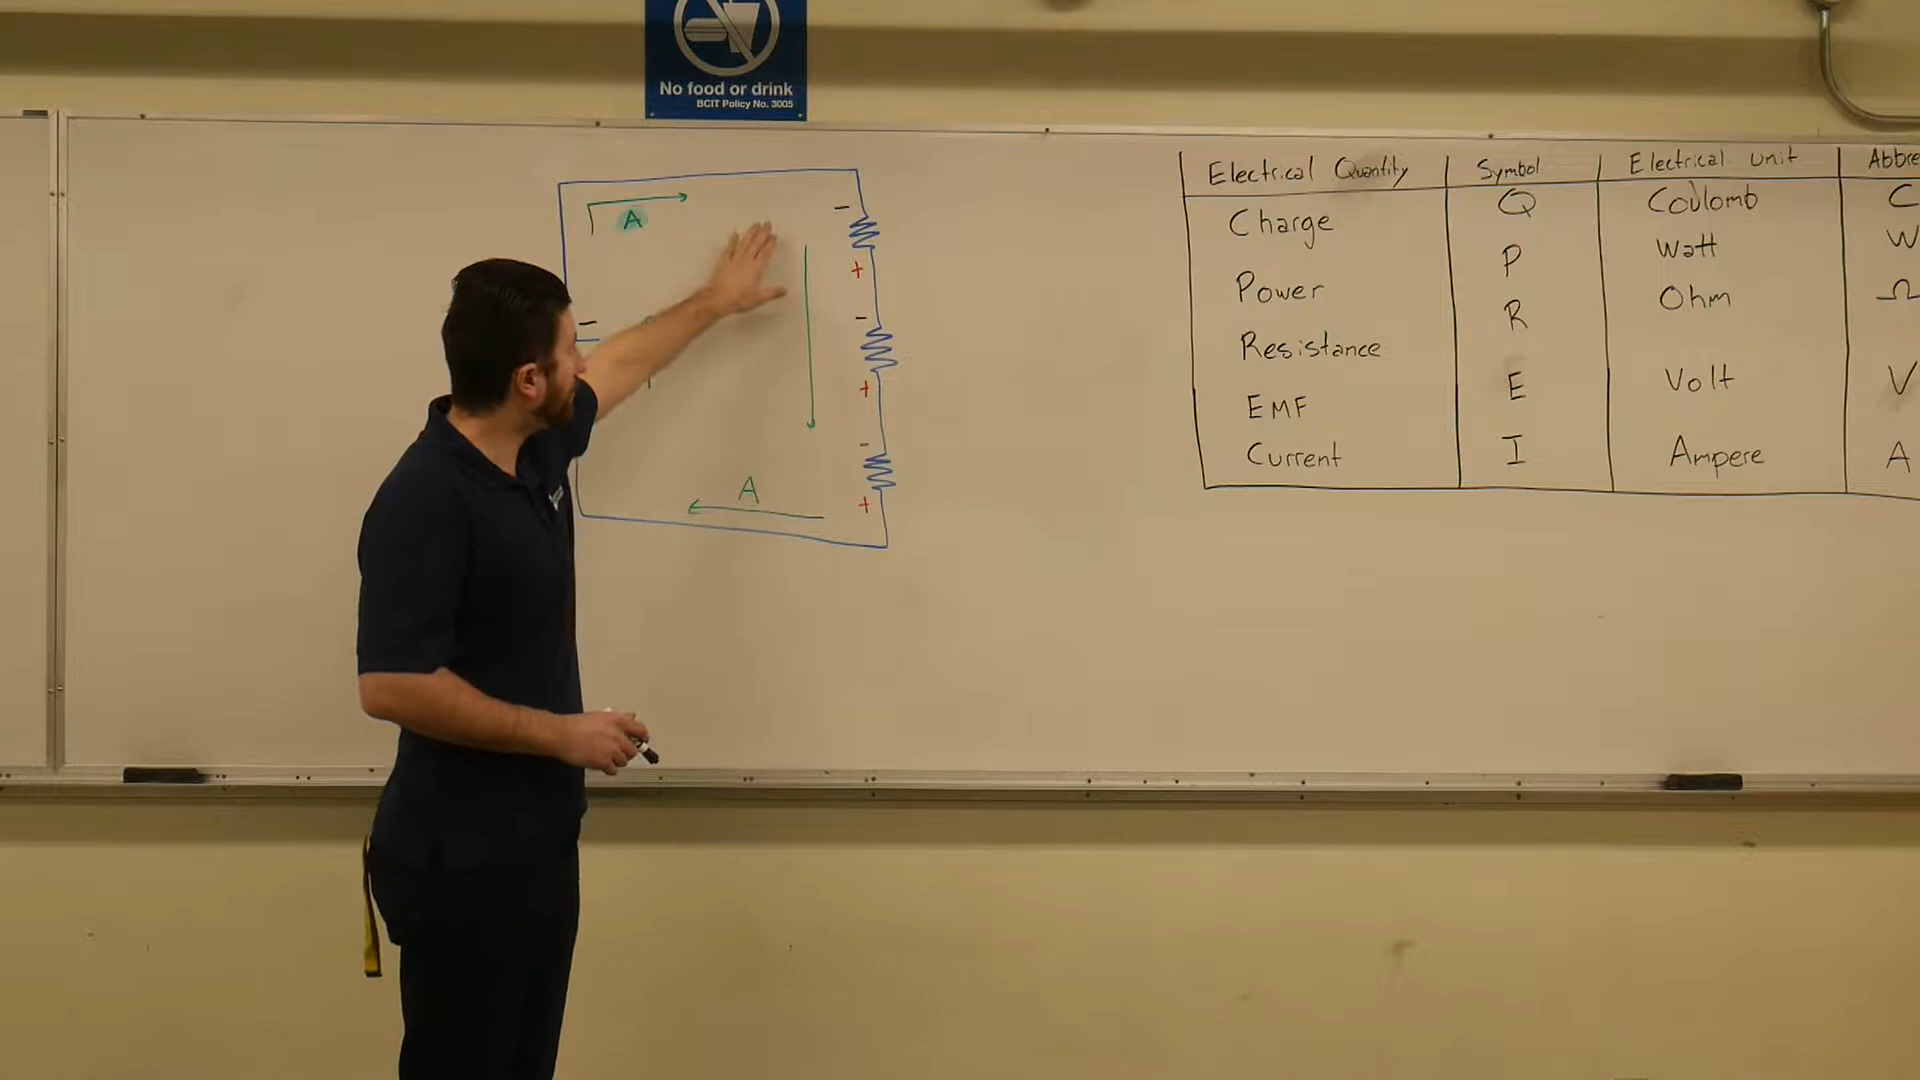 No food or drink
BCIT Policy No. 3005
A
−
+
−
+
−
+
A
−
Electrical Quantity Symbol Electrical unit Abbre
Charge Q Coulomb C
Power P Watt W
Resistance R Ohm Ω
EMF E Volt V
Current I Ampere A